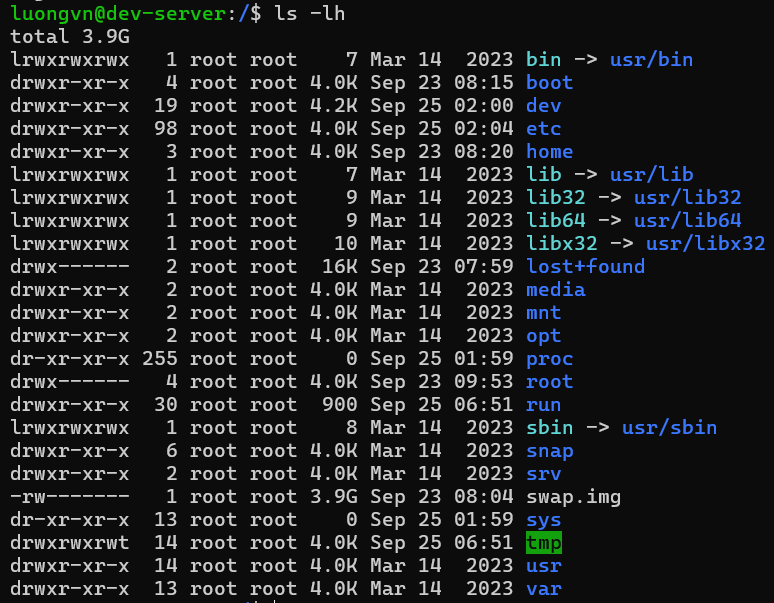 luongvn@dev-server:/$ ls -lh
total 3.9G
lrwxrwxrwx   1 root root    7 Mar 14  2023 bin -> usr/bin
drwxr-xr-x   4 root root 4.0K Sep 23 08:15 boot
drwxr-xr-x  19 root root 4.2K Sep 25 02:00 dev
drwxr-xr-x  98 root root 4.0K Sep 25 02:04 etc
drwxr-xr-x   3 root root 4.0K Sep 23 08:20 home
lrwxrwxrwx   1 root root    7 Mar 14  2023 lib -> usr/lib
lrwxrwxrwx   1 root root    9 Mar 14  2023 lib32 -> usr/lib32
lrwxrwxrwx   1 root root    9 Mar 14  2023 lib64 -> usr/lib64
lrwxrwxrwx   1 root root   10 Mar 14  2023 libx32 -> usr/libx32
drwx------   2 root root  16K Sep 23 07:59 lost+found
drwxr-xr-x   2 root root 4.0K Mar 14  2023 media
drwxr-xr-x   2 root root 4.0K Mar 14  2023 mnt
drwxr-xr-x   2 root root 4.0K Mar 14  2023 opt
dr-xr-xr-x 255 root root    0 Sep 25 01:59 proc
drwx------   4 root root 4.0K Sep 23 09:53 root
drwxr-xr-x  30 root root  900 Sep 25 06:51 run
lrwxrwxrwx   1 root root    8 Mar 14  2023 sbin -> usr/sbin
drwxr-xr-x   6 root root 4.0K Mar 14  2023 snap
drwxr-xr-x   2 root root 4.0K Mar 14  2023 srv
-rw-------   1 root root 3.9G Sep 23 08:04 swap.img
dr-xr-xr-x  13 root root    0 Sep 25 01:59 sys
drwxrwxrwt  14 root root 4.0K Sep 25 06:51 tmp
drwxr-xr-x  14 root root 4.0K Mar 14  2023 usr
drwxr-xr-x  13 root root 4.0K Mar 14  2023 var